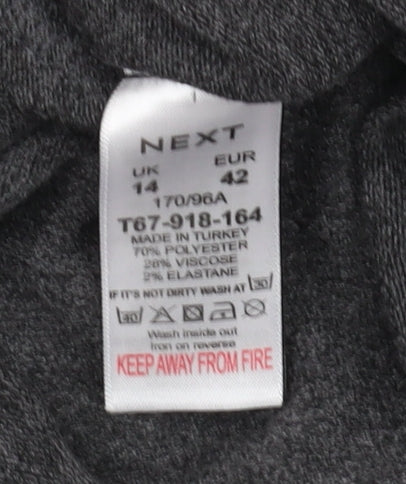 NEXT
UK EUR
14 42
170/96A
T67-918-164
MADE IN TURKEY
70% POLYESTER
28% VISCOSE
2% ELASTANE
IF IT'S NOT DIRTY WASH AT 30
40
Wash inside out
Iron on reverse
KEEP AWAY FROM FIRE